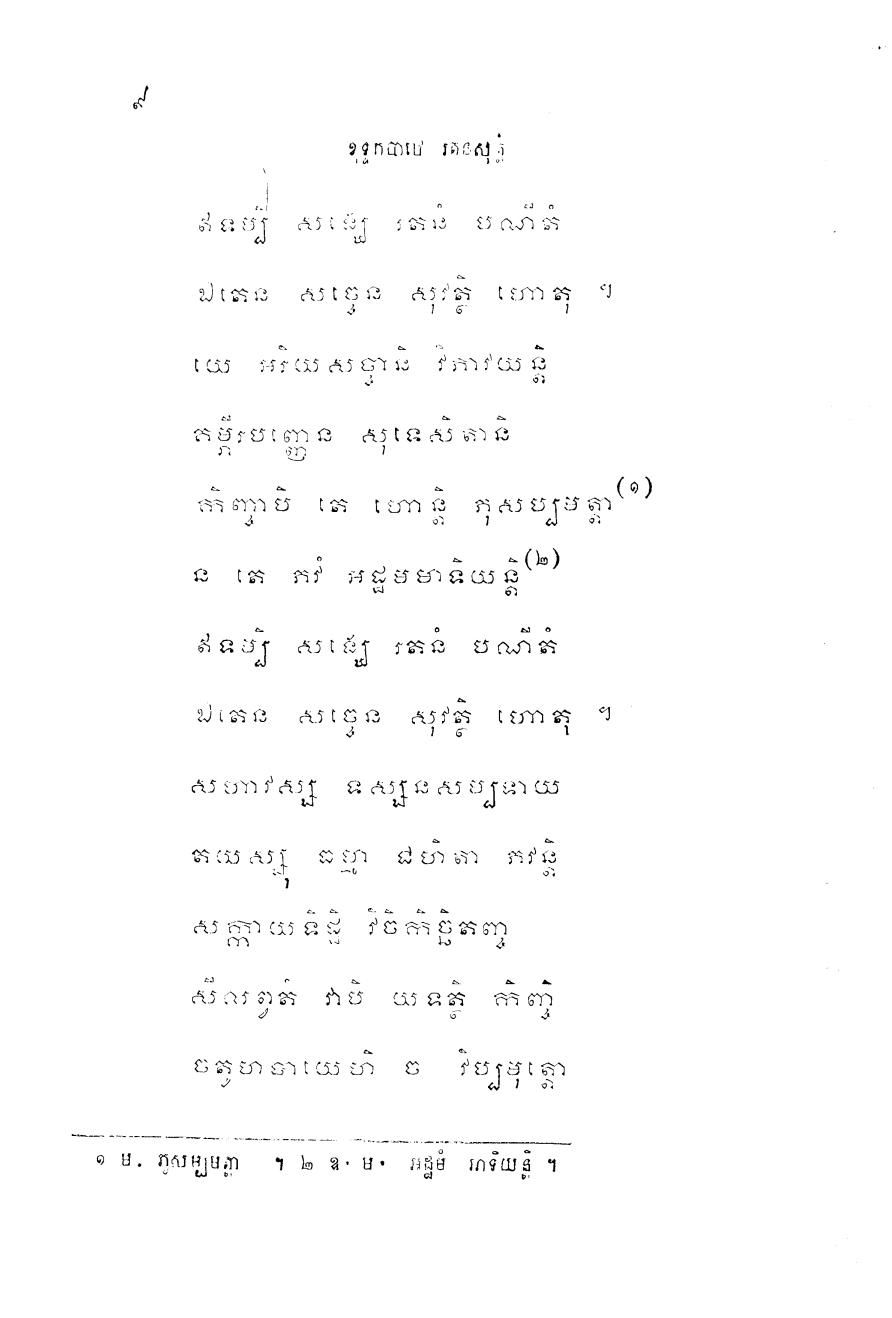 ៩
ខុទ្ទកបាឋេ រតនសុត្តំ
ឥទម្បិ សង្ឃេ រតនំ បណីតំ
ឯតេន សច្ចេន សុវត្ថិ ហោតុ ។
យេ អរិយសច្ចានិ វិភាវយន្តិ
គម្ភីរបញ្ញេន សុទេសិតានិ
កិញ្ចាបិ តេ ហោន្តិ ភុសប្បមត្តា(១)
ន តេ ភវំ អដ្ឋមមាទិយន្តិ(២)
ឥទម្បិ សង្ឃេ រតនំ បណីតំ
ឯតេន សច្ចេន សុវត្ថិ ហោតុ ។
សហាវស្ស ទស្សនសម្បទាយ
តយស្សុ ធម្មា ជហិតា ភវន្តិ
សក្កាយទិដ្ឋិ វិចិកិច្ឆិតញ្ច
សីលព្វតំ វាបិ យទត្ថិ កិញ្ចិ
ចតូហបាយេហិ ច វិប្បមុត្តោ
១ ម. ភូសម្បមត្តា ។ ២ ឧ. ម. អដ្ឋមំ អាទិយន្តិ ។